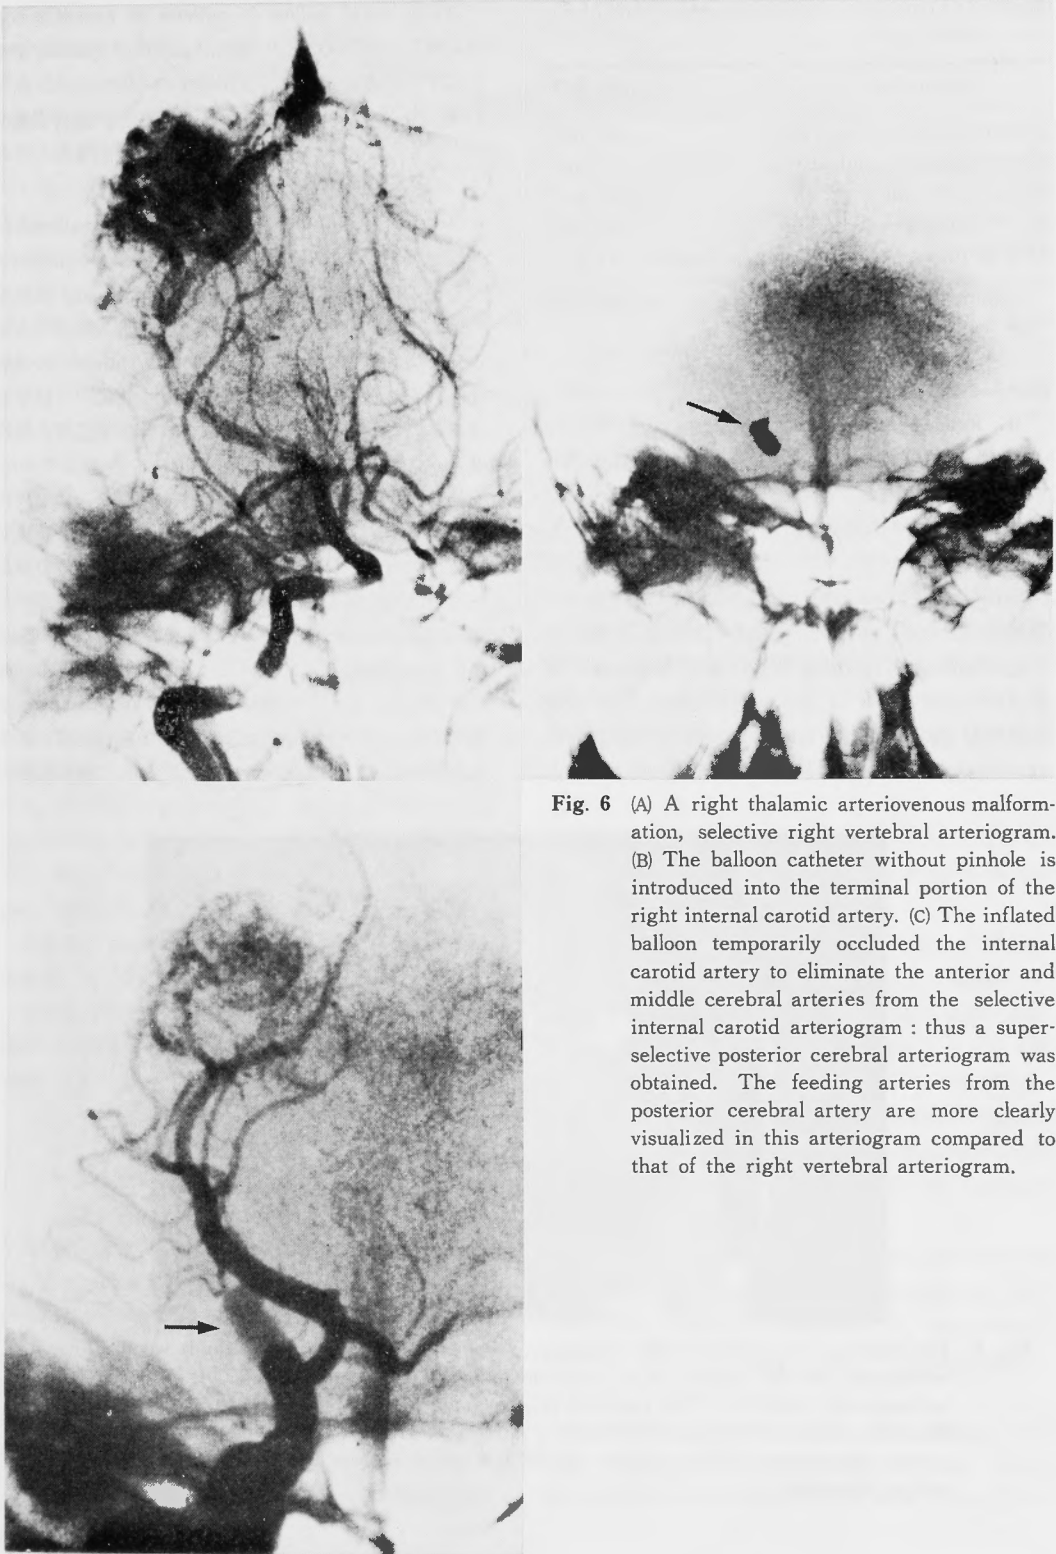 Fig. 6 (A) A right thalamic arteriovenous malform-
ation, selective right vertebral arteriogram.
(B) The balloon catheter without pinhole is
introduced into the terminal portion of the
right internal carotid artery. (C) The inflated
balloon temporarily occluded the internal
carotid artery to eliminate the anterior and
middle cerebral arteries from the selective
internal carotid arteriogram : thus a super-
selective posterior cerebral arteriogram was
obtained. The feeding arteries from the
posterior cerebral artery are more clearly
visualized in this arteriogram compared to
that of the right vertebral arteriogram.